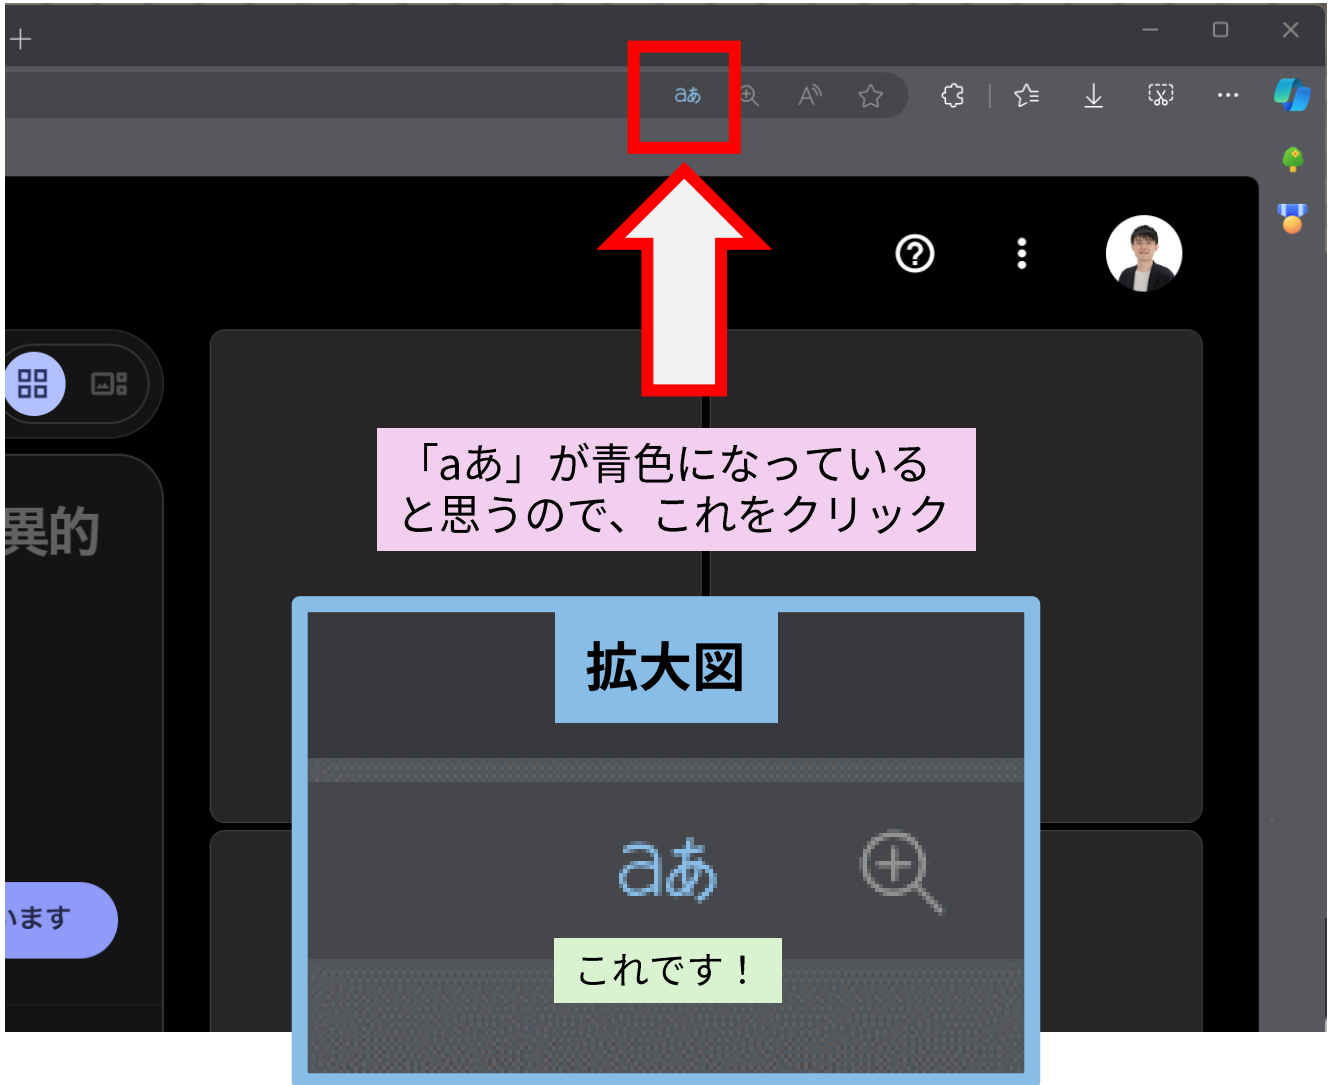 aあ
異的
「aあ」が青色になっている
と思うので、これをクリック
拡大図
aあ
います
これです！